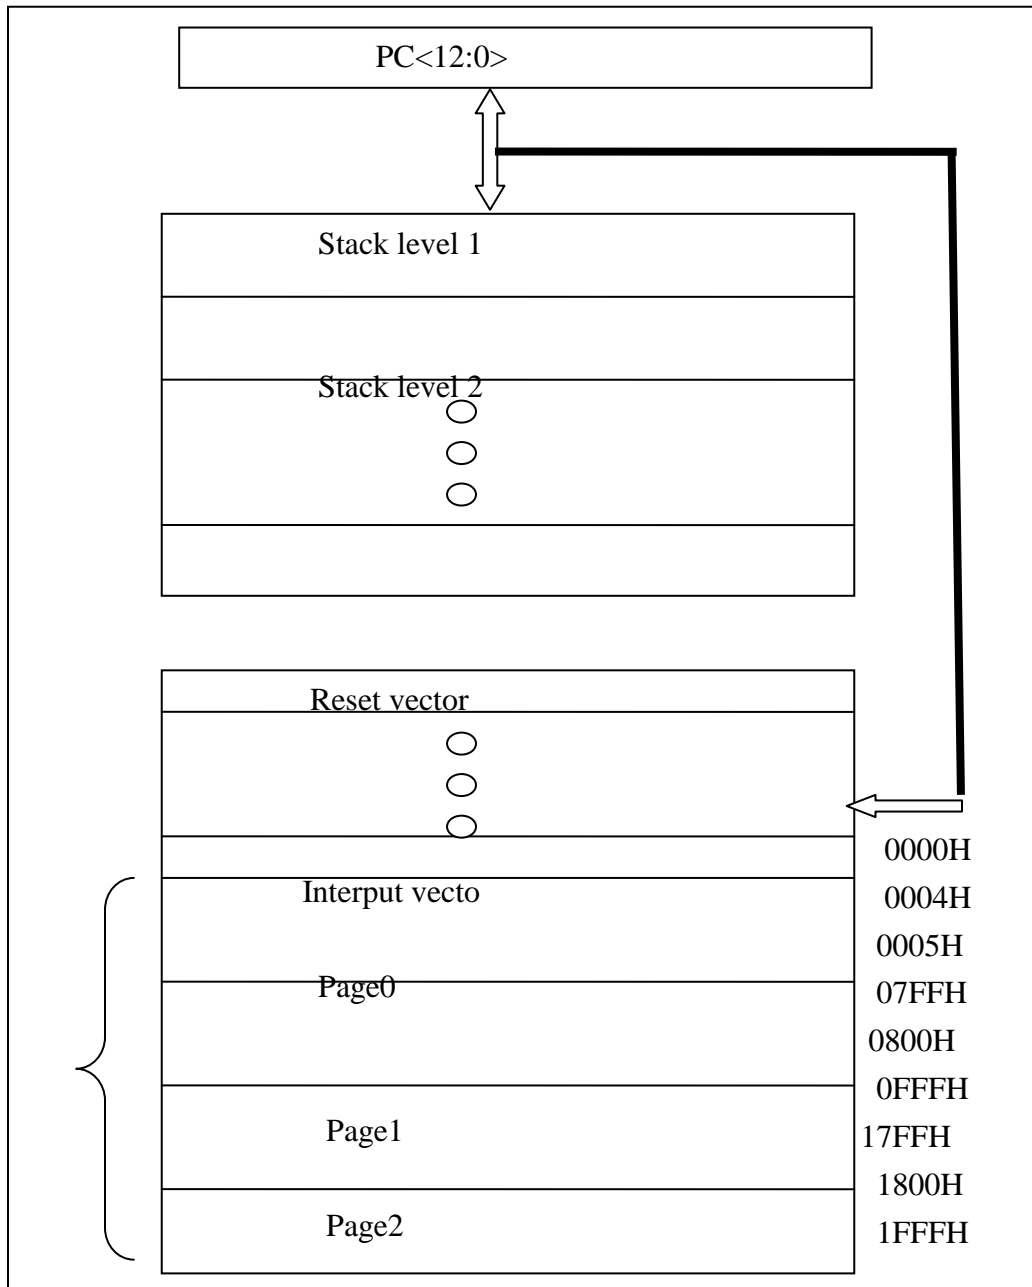 PC<12:0>
Stack level 1
Stack level 2
Reset vector
0000H
Interput vecto
0004H
0005H
Page0
07FFH
0800H
0FFFH
Page1
17FFH
1800H
Page2
1FFFH